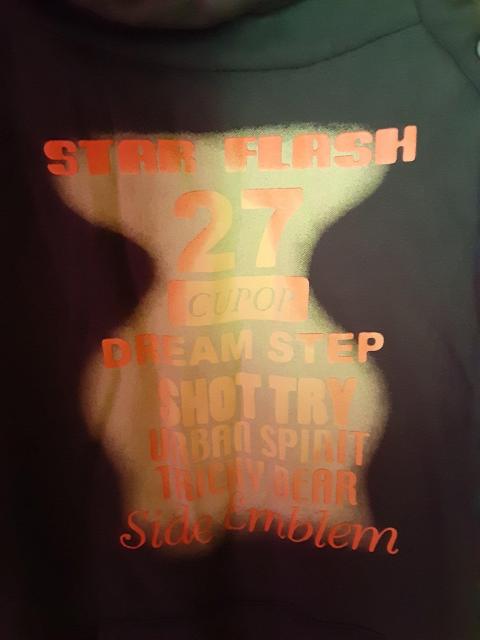 STAR FLASH
27
CUPOP
DREAM STEP
SHOT TRY
URBAN SPIRIT
TRICKY BEAR
Side Emblem